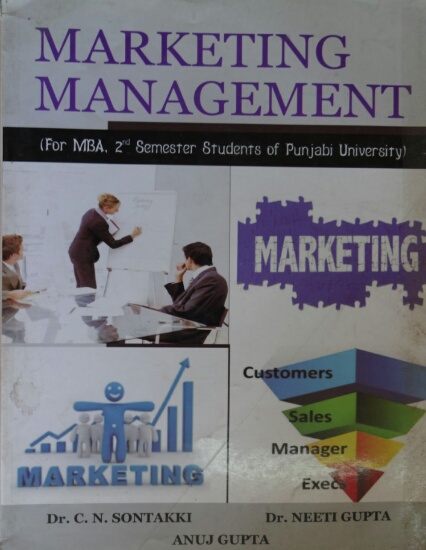 MARKETING
MANAGEMENT
(For MBA, 2nd Semester Students of Punjabi University)
MARKETING
Customers
Sales
Manager
Execs
MARKETING
Dr. C. N. SONTAKKI
Dr. NEETI GUPTA
ANUJ GUPTA